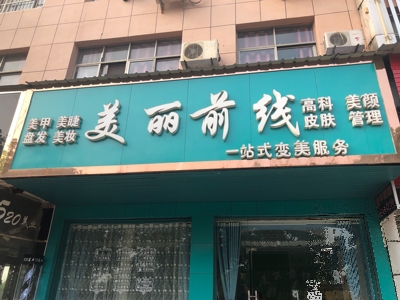 美甲 美睫
盘发 美妆
美丽前线
高科 美颜
皮肤 管理
一站式变美服务
520